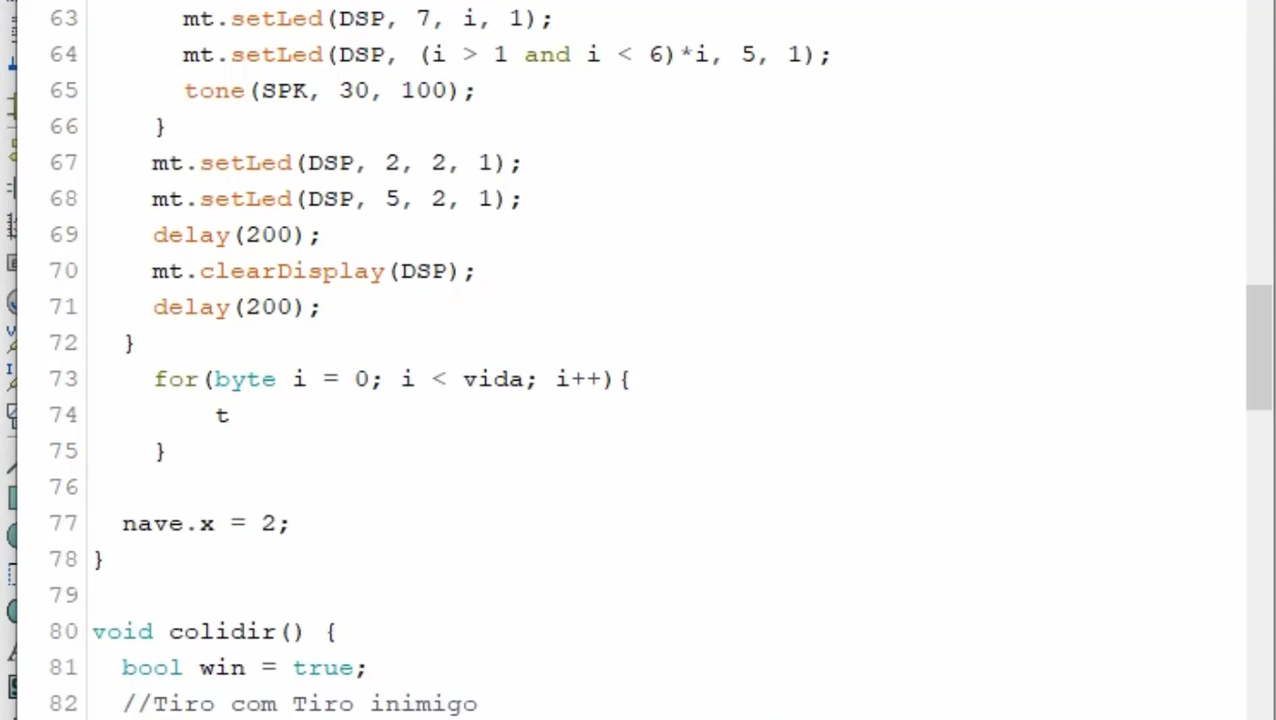 63 mt.setLed(DSP, 7, i, 1);
64 mt.setLed(DSP, (i > 1 and i < 6)*i, 5, 1);
65 tone(SPK, 30, 100);
66 }
67 mt.setLed(DSP, 2, 2, 1);
68 mt.setLed(DSP, 5, 2, 1);
69 delay(200);
70 mt.clearDisplay(DSP);
71 delay(200);
72 }
73 for(byte i = 0; i < vida; i++){
74 t
75 }
76
77 nave.x = 2;
78 }
79
80 void colidir() {
81 bool win = true;
82 //Tiro com Tiro inimigo